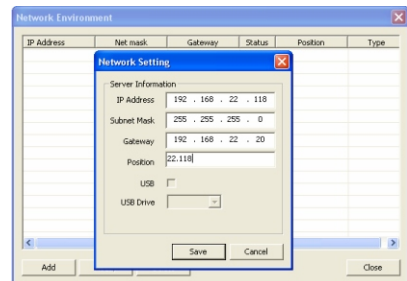 Network Environment
IP Address Net mask Gateway Status Position Type
Network Setting
Server Information
IP Address 192 . 168 . 22 . 118
Subnet Mask 255 . 255 . 255 . 0
Gateway 192 . 168 . 22 . 20
Position 22.118
USB
USB Drive
Save Cancel
Add Close